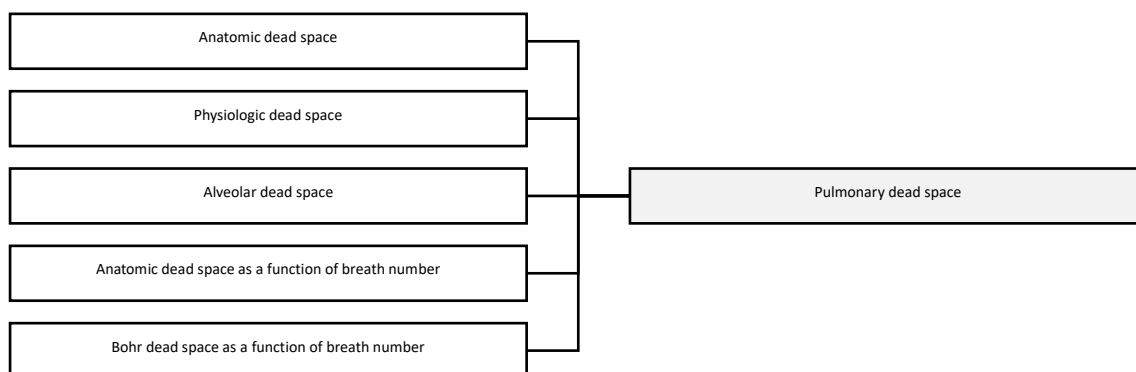 Anatomic dead space
Physiologic dead space
Alveolar dead space
Pulmonary dead space
Anatomic dead space as a function of breath number
Bohr dead space as a function of breath number